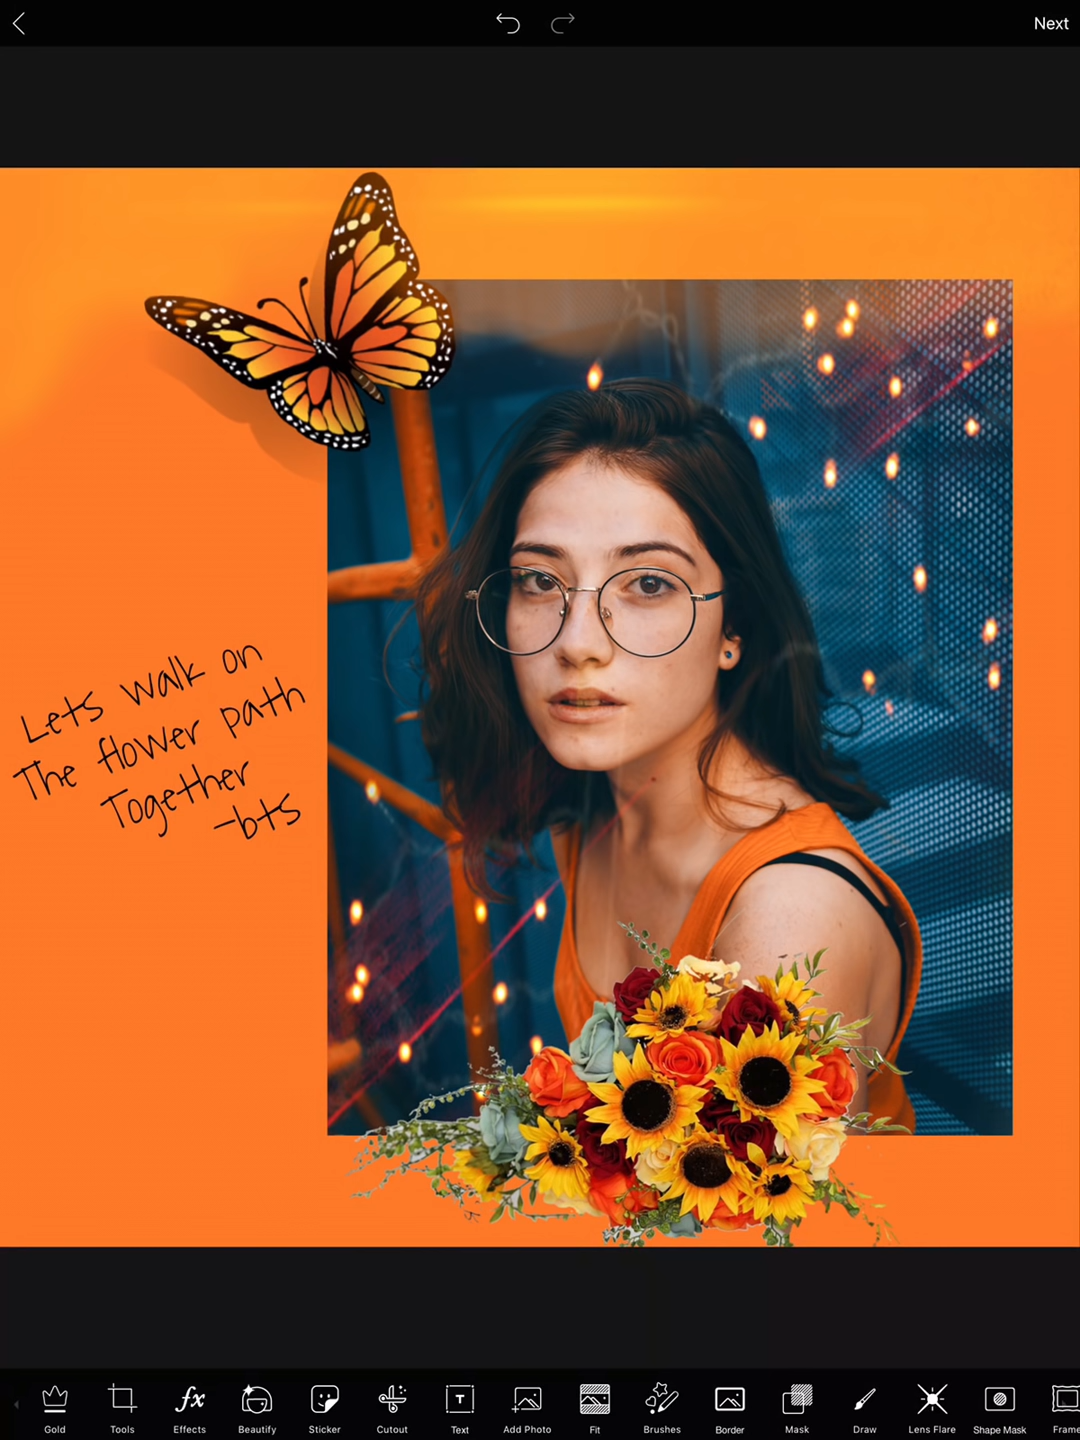 Next
Lets walk on
The flower path
Together
-bts
Gold
Tools
fx
Effects
Beautify
Sticker
Cutout
T
Text
Add Photo
Fit
Brushes
Border
Mask
Draw
Lens Flare
Shape Mask
Frame